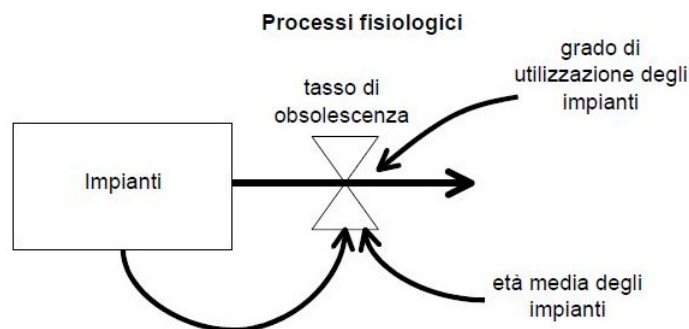 Processi fisiologici
grado di
utilizzazione degli
impianti
tasso di
obsolescenza
Impianti
età media degli
impianti